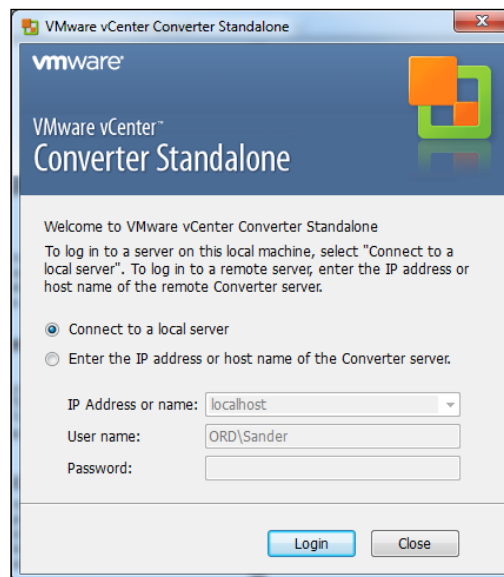 VMware vCenter Converter Standalone
vmware®
VMware vCenter™
Converter Standalone
Welcome to VMware vCenter Converter Standalone
To log in to a server on this local machine, select "Connect to a
local server". To log in to a remote server, enter the IP address or
host name of the remote Converter server.
Connect to a local server
Enter the IP address or host name of the Converter server.
IP Address or name: localhost
User name: ORD\Sander
Password:
Login Close